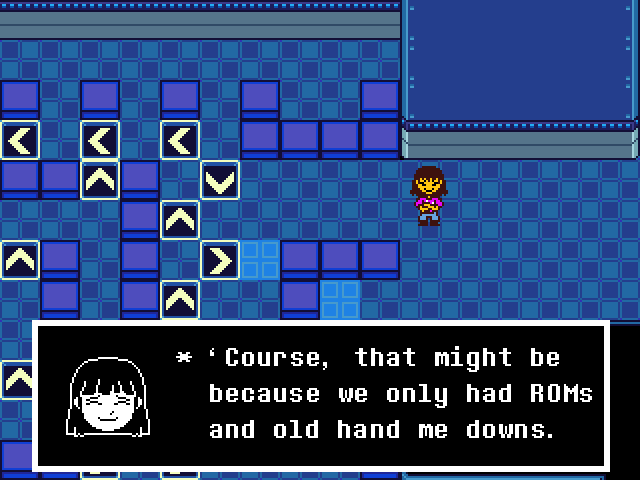 * ‘Course, that might be
because we only had ROMs
and old hand me downs.